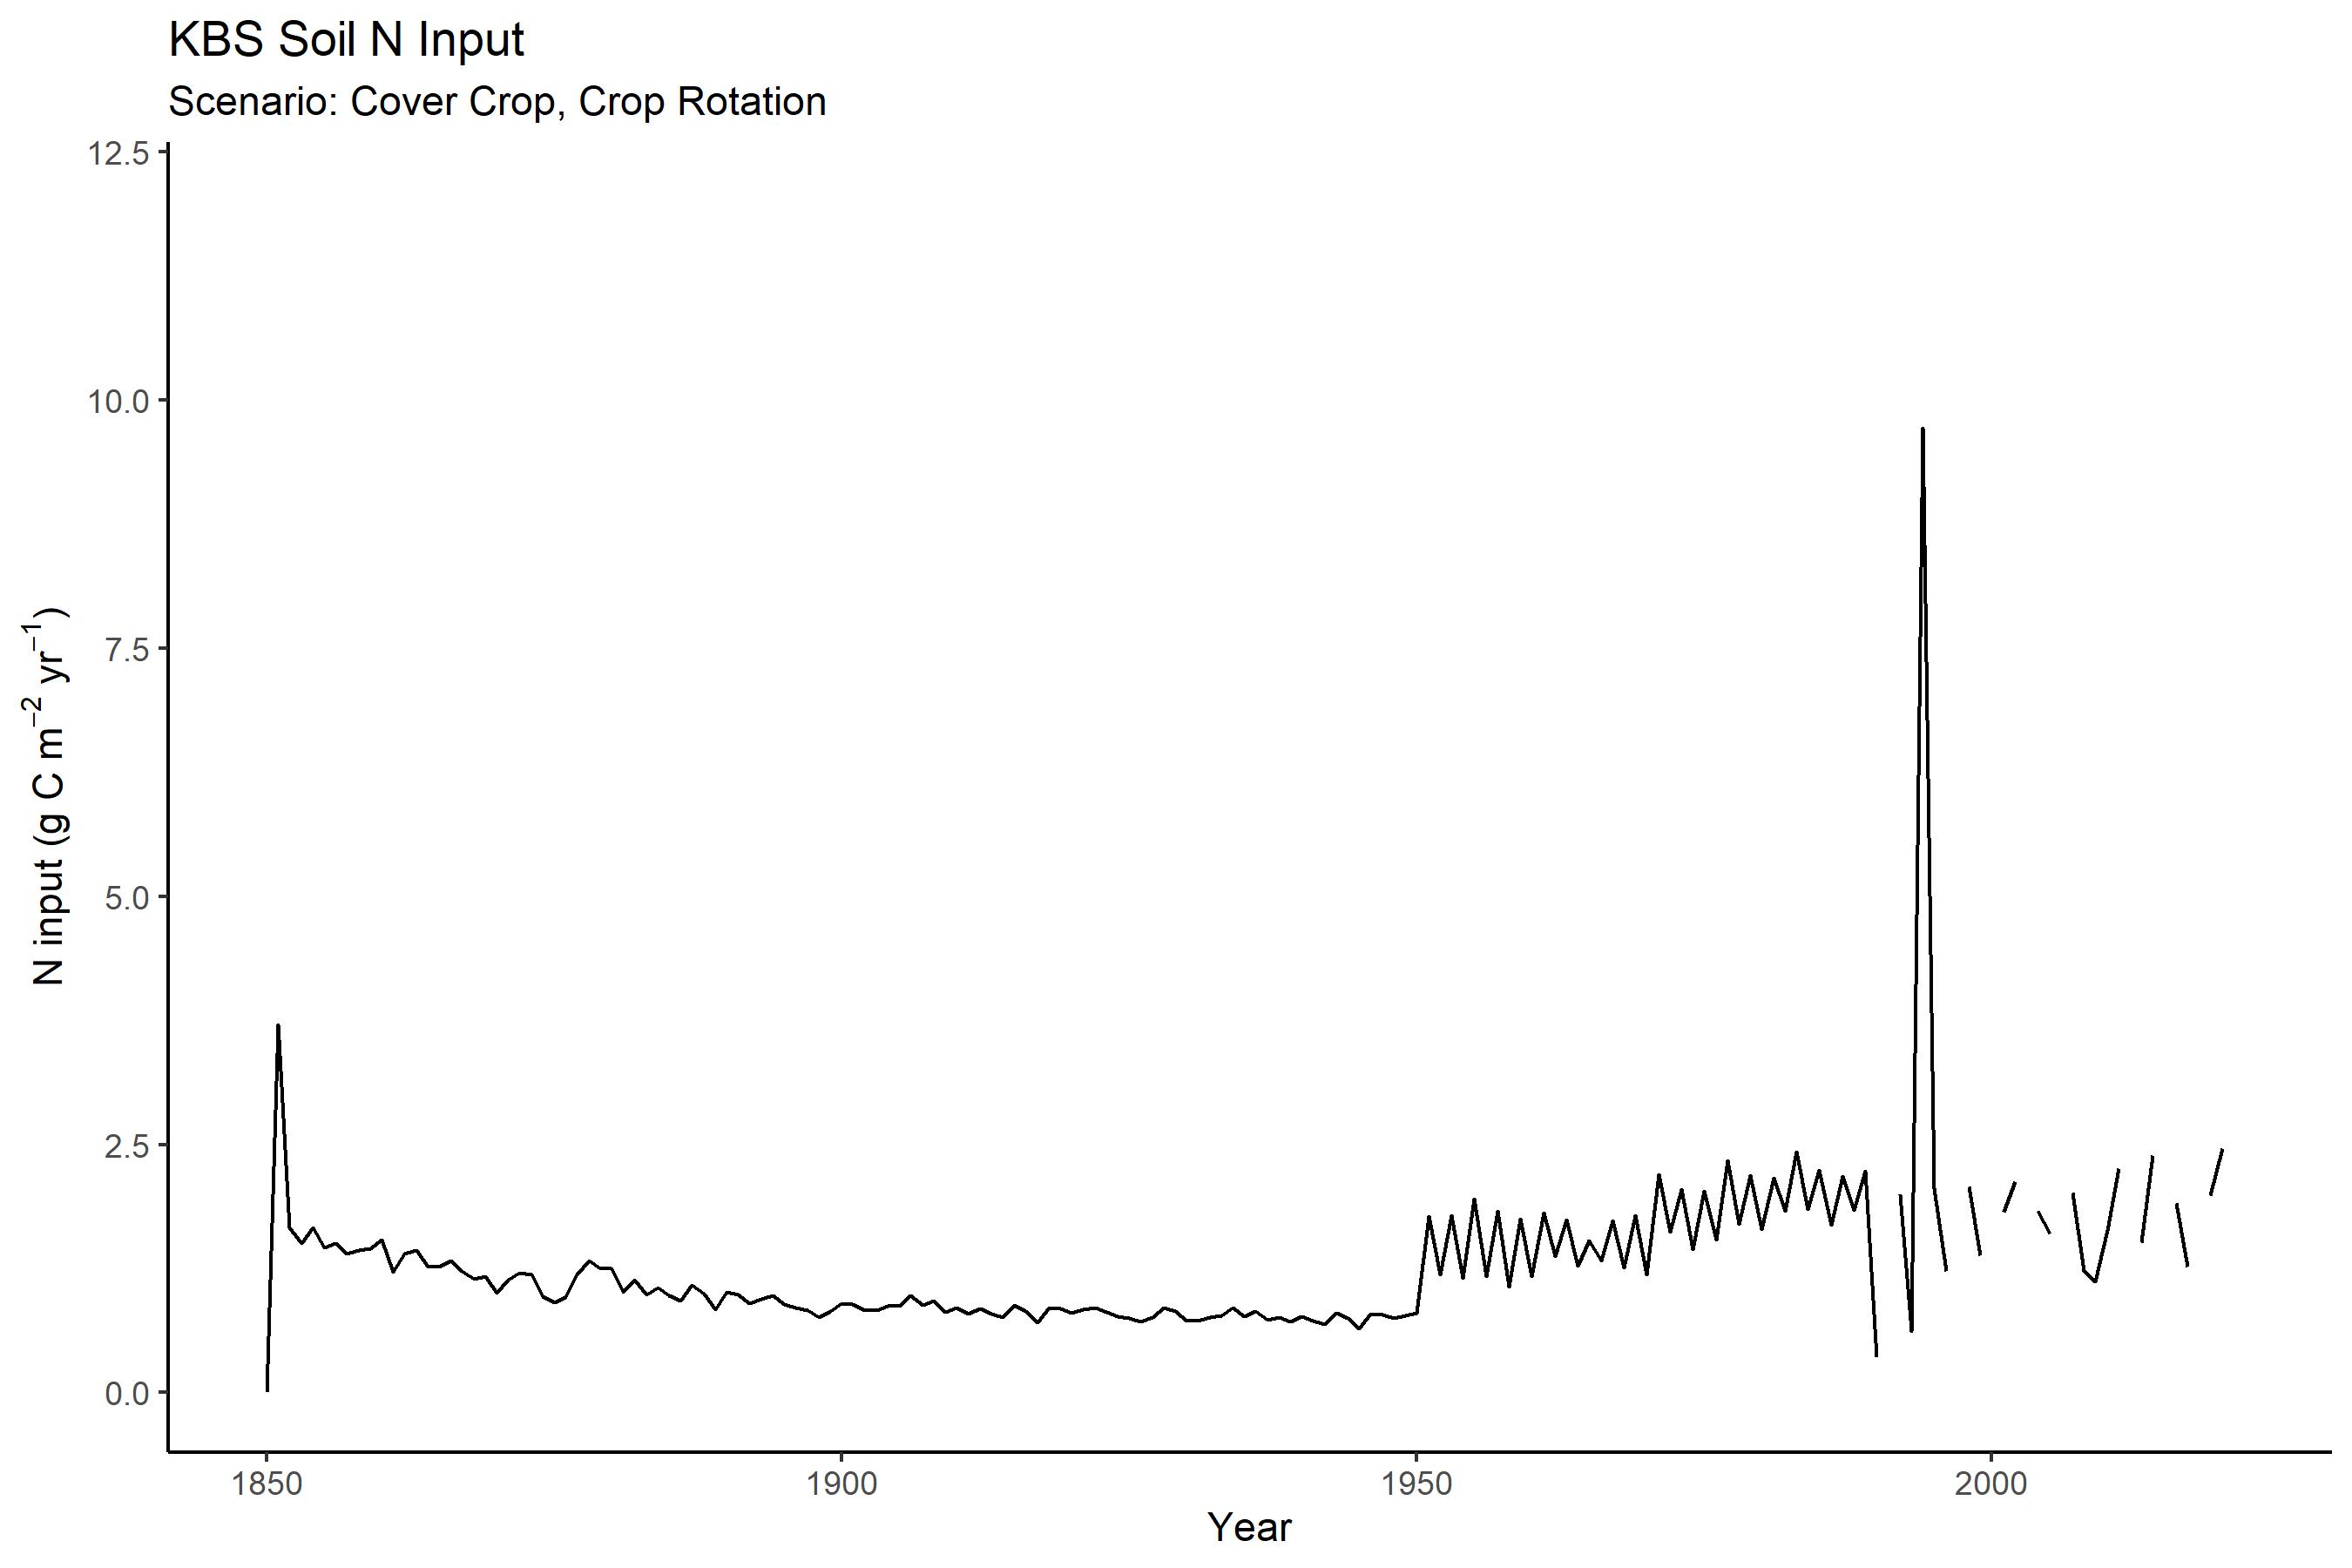 KBS Soil N Input
Scenario: Cover Crop, Crop Rotation
12.5
10.0
7.5
5.0
2.5
0.0
N input (g C m⁻² yr⁻¹)
1850 1900 1950 2000
Year